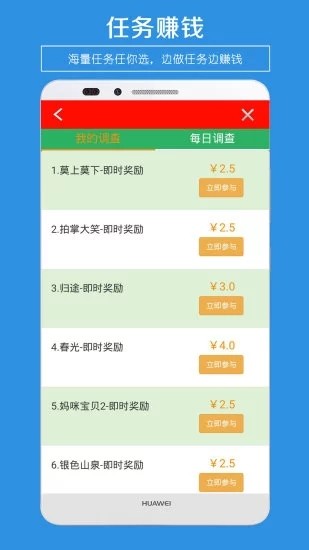 任务赚钱
海量任务任你选，边做任务边赚钱
我的调查
每日调查
1.莫上莫下-即时奖励
￥2.5
立即参与
2.拍掌大笑-即时奖励
￥2.5
立即参与
3.归途-即时奖励
￥3.0
立即参与
4.春光-即时奖励
￥4.0
立即参与
5.妈咪宝贝2-即时奖励
￥2.5
立即参与
6.银色山泉-即时奖励
￥2.5
立即参与
HUAWEI